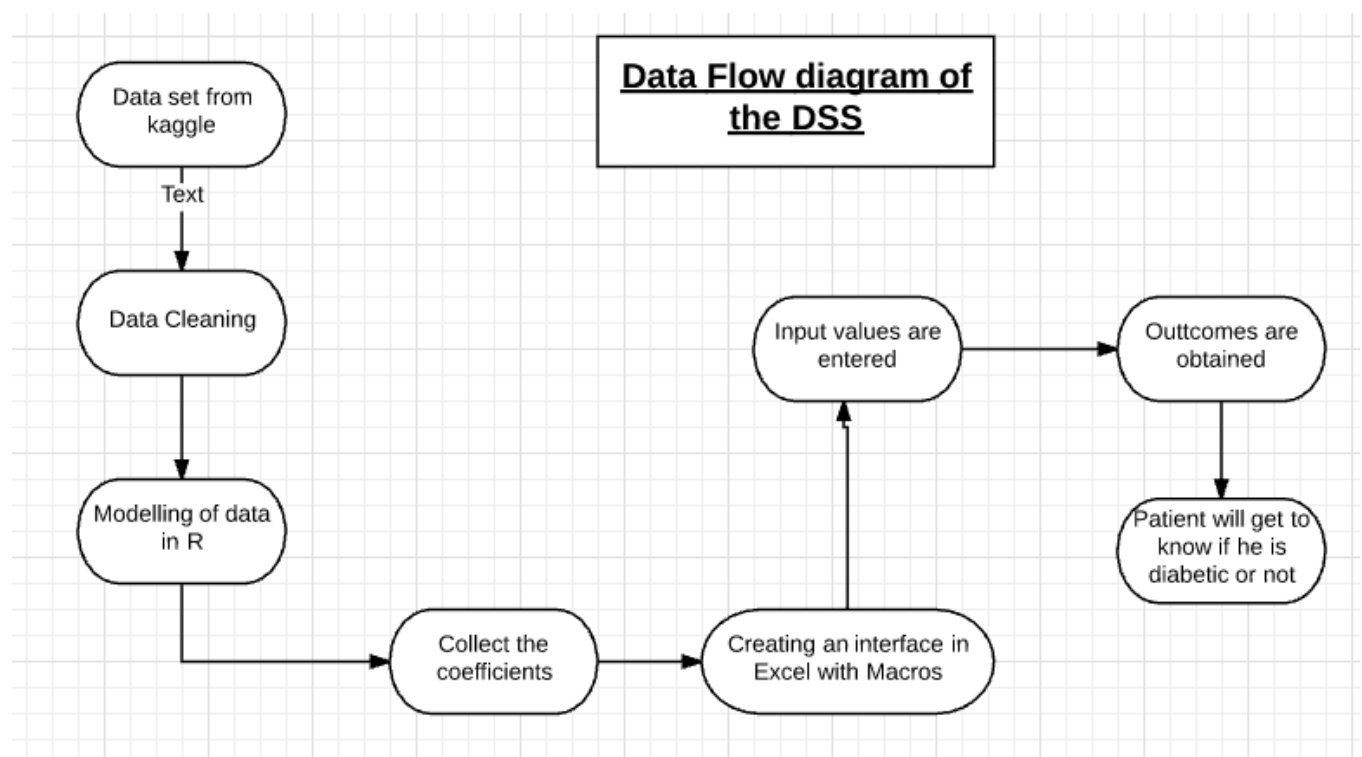 Data Flow diagram of
the DSS
Data set from
kaggle
Text
Data Cleaning
Modelling of data
in R
Collect the
coefficients
Creating an interface in
Excel with Macros
Input values are
entered
Outtcomes are
obtained
Patient will get to
know if he is
diabetic or not